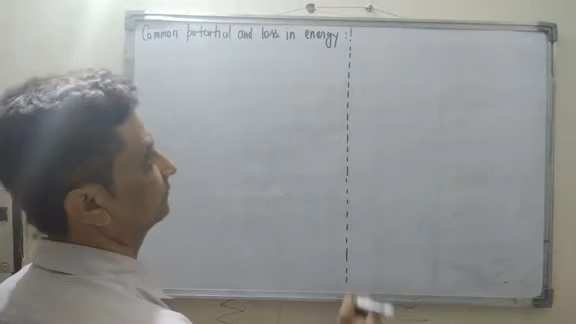 Common potential and loss in energy :-